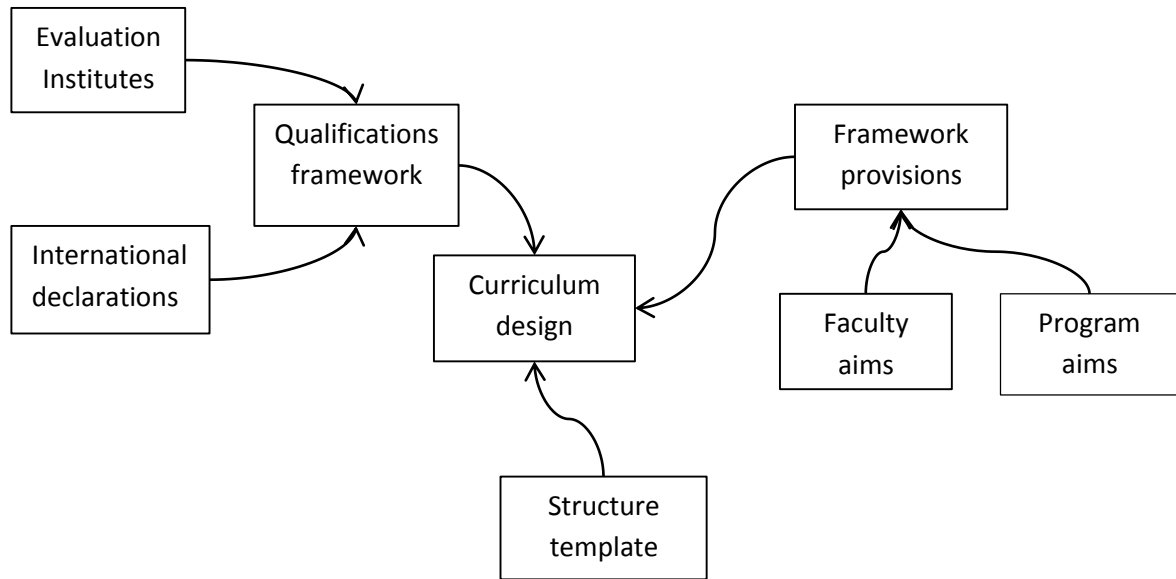 Evaluation
Institutes
Qualifications
framework
Framework
provisions
International
declarations
Curriculum
design
Faculty
aims
Program
aims
Structure
template